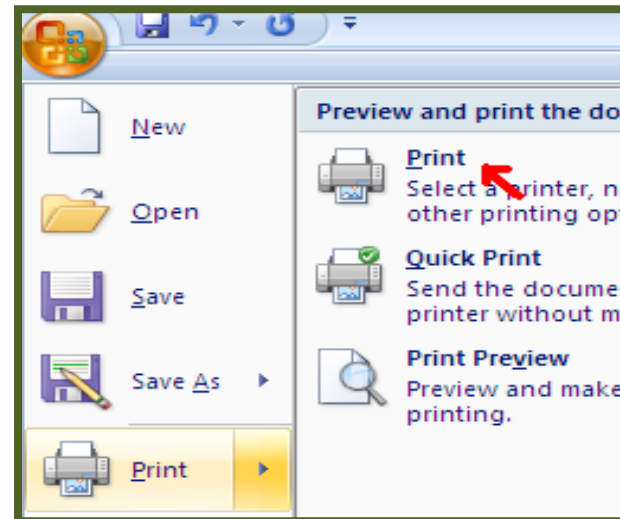 New
Open
Save
Save As
Print
Preview and print the do
Print
Select a printer, n
other printing op
Quick Print
Send the docume
printer without m
Print Preview
Preview and make
printing.